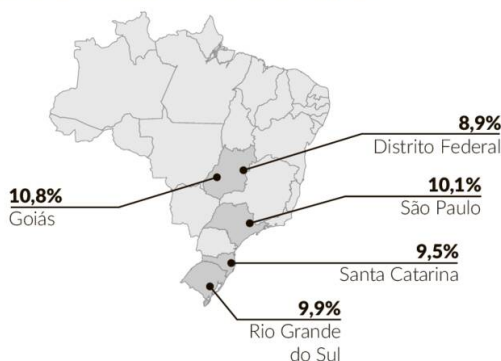 8,9%
Distrito Federal
10,8%
Goiás
10,1%
São Paulo
9,5%
Santa Catarina
9,9%
Rio Grande
do Sul